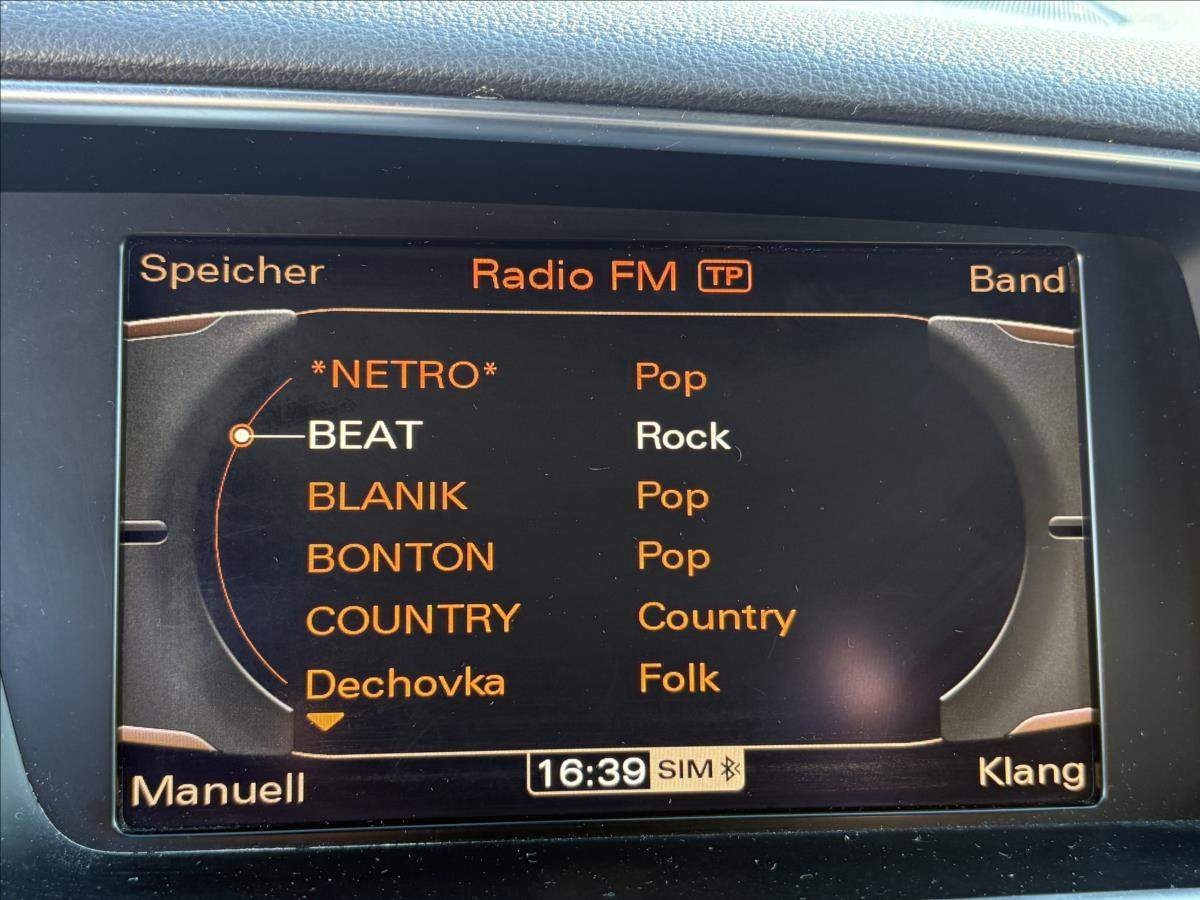 Speicher Radio FM TP Band
*NETRO* Pop
BEAT Rock
BLANIK Pop
BONTON Pop
COUNTRY Country
Dechovka Folk
Manuell 16:39 SIM Klang